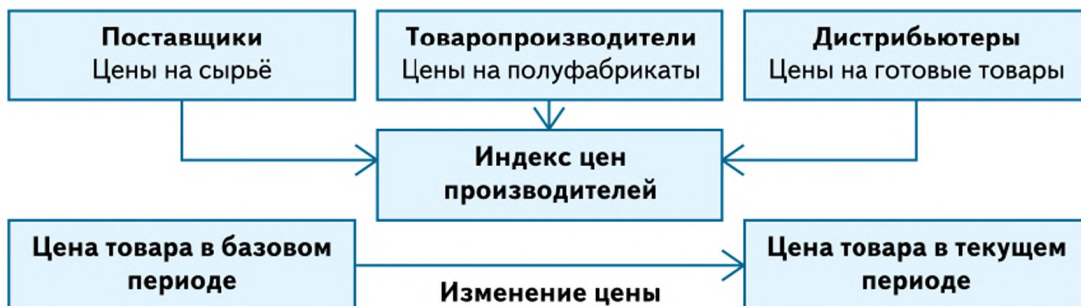 Поставщики
Цены на сырьё
Товаропроизводители
Цены на полуфабрикаты
Дистрибьютеры
Цены на готовые товары
Индекс цен
производителей
Цена товара в базовом
периоде
Изменение цены
Цена товара в текущем
периоде